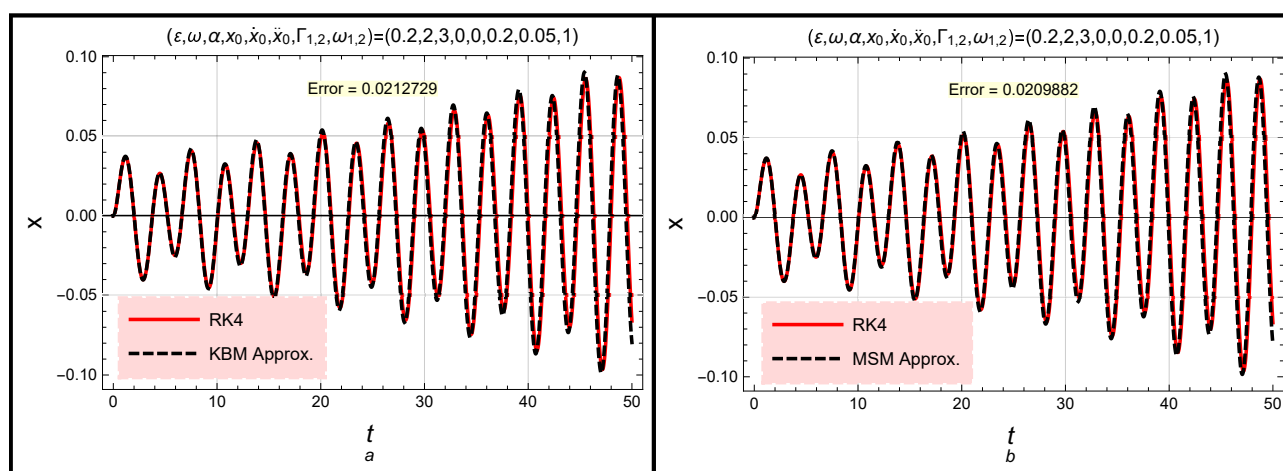 (ε,ω,α,x₀,ẋ₀,ẍ₀,Γ₁,₂,ω₁,₂)=(0.2,2,3,0,0,0.2,0.05,1)
0.10
Error = 0.0212729
0.05
x
0.00
−0.05
RK4
KBM Approx.
−0.10
0 10 20 30 40 50
t
a
(ε,ω,α,x₀,ẋ₀,ẍ₀,Γ₁,₂,ω₁,₂)=(0.2,2,3,0,0,0.2,0.05,1)
0.10
Error = 0.0209882
0.05
x
0.00
−0.05
RK4
MSM Approx.
−0.10
0 10 20 30 40 50
t
b